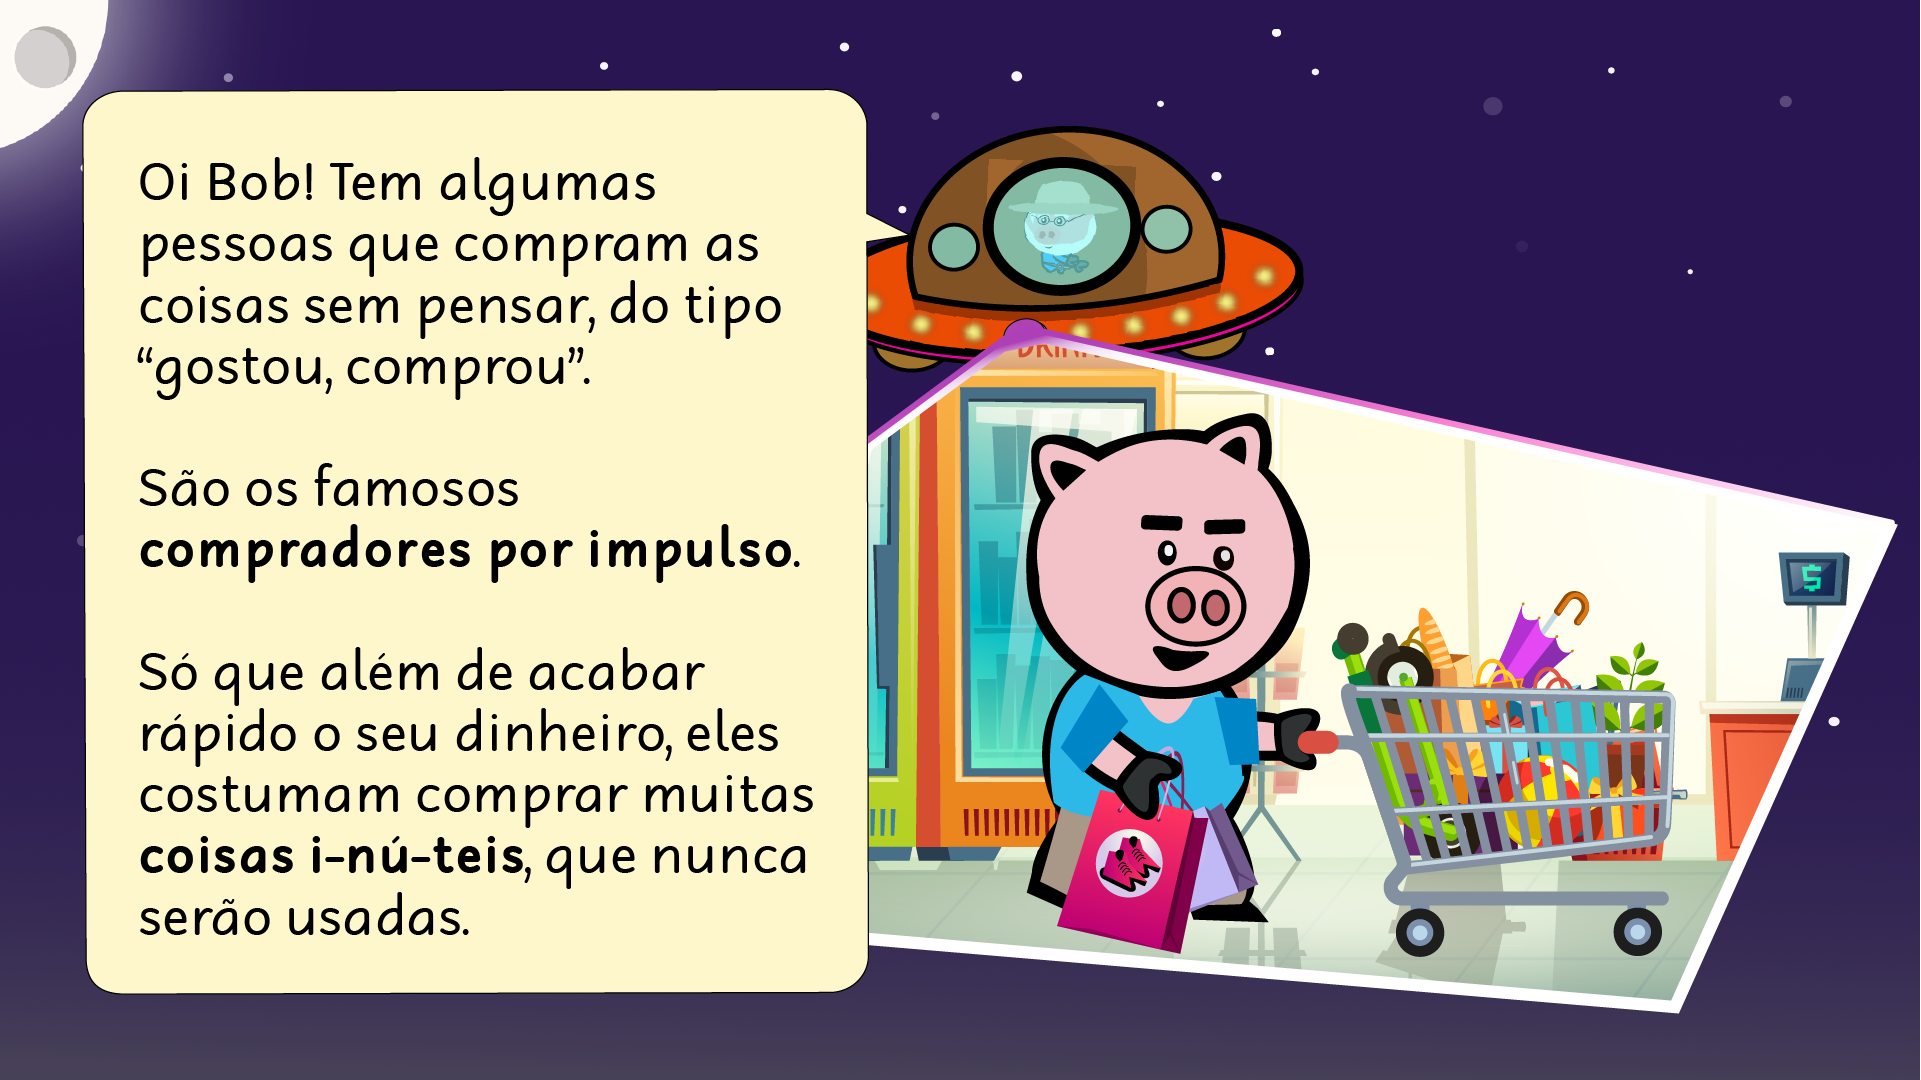 Oi Bob! Tem algumas
pessoas que compram as
coisas sem pensar, do tipo
“gostou, comprou”.
São os famosos
compradores por impulso.
Só que além de acabar
rápido o seu dinheiro, eles
costumam comprar muitas
coisas i-nú-teis, que nunca
serão usadas.
$